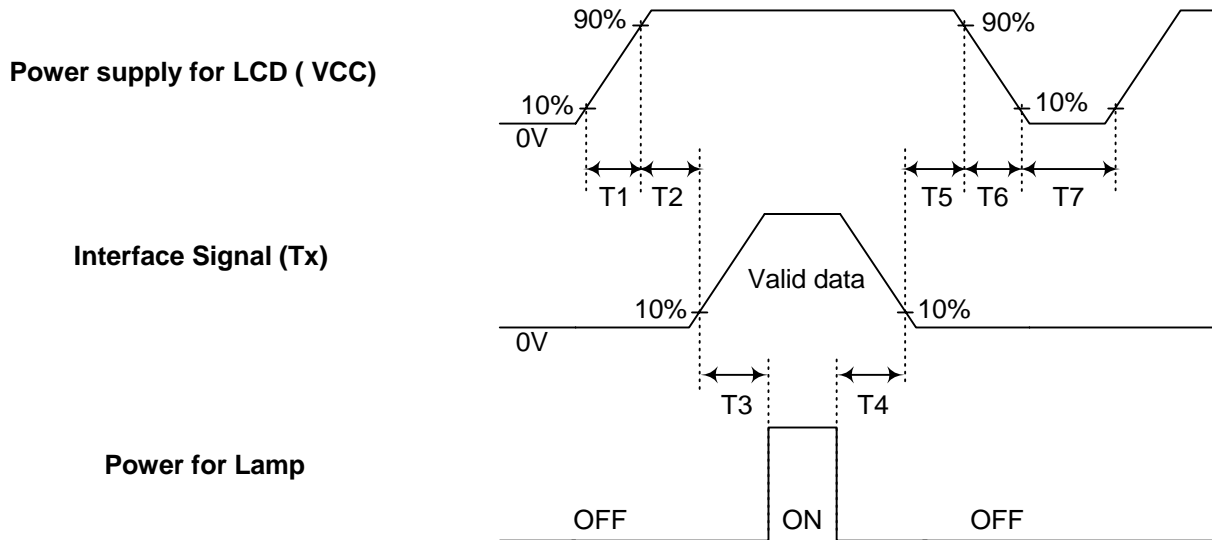 90%
90%
Power supply for LCD ( VCC)
10%
10%
0V
T1
T2
T5
T6
T7
Interface Signal (Tx)
Valid data
10%
10%
0V
T3
T4
Power for Lamp
OFF
ON
OFF